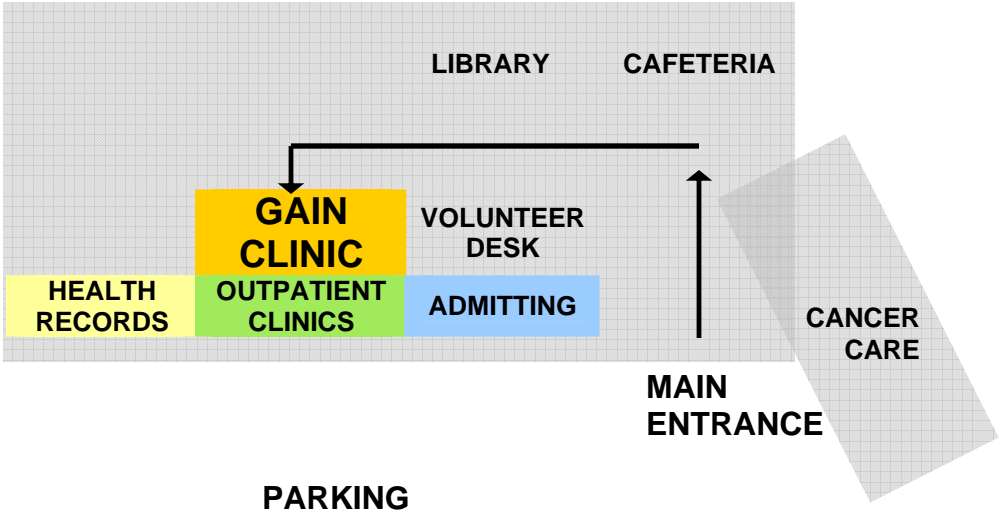 LIBRARY CAFETERIA
GAIN
CLINIC
VOLUNTEER
DESK
HEALTH
RECORDS
OUTPATIENT
CLINICS
ADMITTING
CANCER
CARE
MAIN
ENTRANCE
PARKING